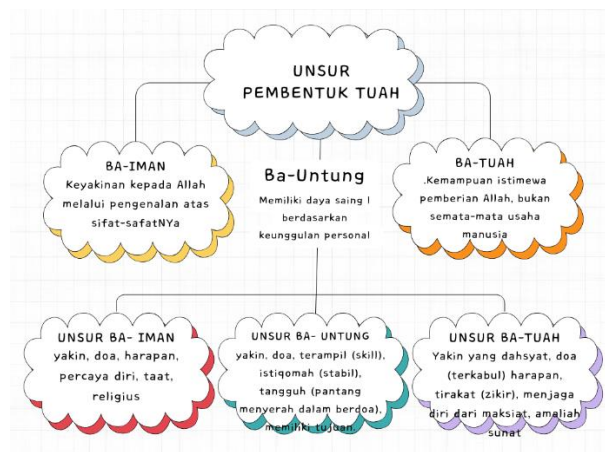 UNSUR
PEMBENTUK TUAH
BA-IMAN
Keyakinan kepada Allah
melalui pengenalan atas
sifat-safatNYa
Ba-Untung
Memiliki daya saing l
berdasarkan
keunggulan personal
BA-TUAH
.Kemampuan istimewa
pemberian Allah, bukan
semata-mata usaha
manusia
UNSUR BA- IMAN
yakin, doa, harapan,
percaya diri, taat,
religius
UNSUR BA- UNTUNG
yakin, doa, terampil (skill),
istiqomah (stabil),
tangguh (pantang
menyerah dalam berdoa),
memihki tujuan.
UNSUR BA-TUAH
Yakin yang dahsyat, doa
(terkabul) harapan,
tirakat (zikir), menjaga
diri dari maksiat, amaliah
sunat